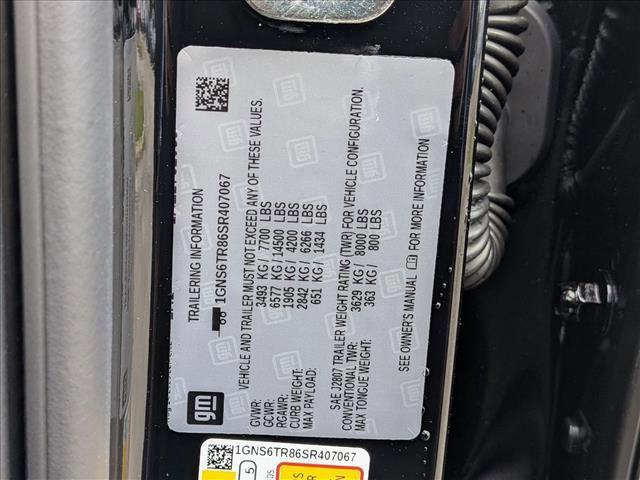 TRAILERING INFORMATION
1GNS6TR86SR407067
VEHICLE AND TRAILER MUST NOT EXCEED ANY OF THESE VALUES.
GVWR: 3493 KG / 7700 LBS
GCWR: 6577 KG / 14500 LBS
RGAWR: 1905 KG / 4200 LBS
CURB WEIGHT: 2842 KG / 6266 LBS
MAX PAYLOAD: 651 KG / 1434 LBS
SAE J2807 TRAILER WEIGHT RATING (TWR) FOR VEHICLE CONFIGURATION.
CONVENTIONAL TWR: 3629 KG / 8000 LBS
MAX TONGUE WEIGHT: 363 KG / 800 LBS
SEE OWNER'S MANUAL FOR MORE INFORMATION
gm
1GNS6TR86SR407067
5